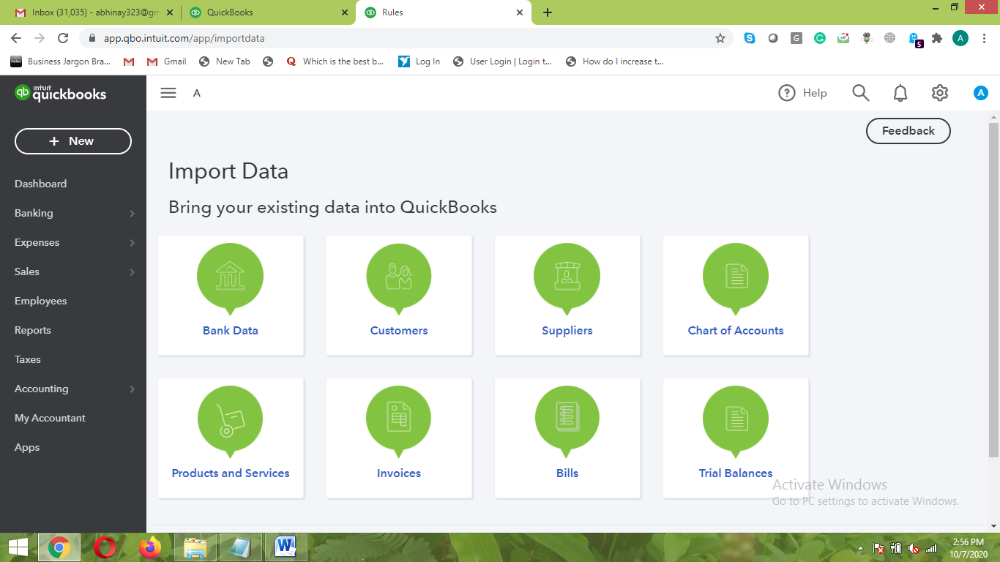 Inbox (31,035) - abhinay323@gm
QuickBooks
Rules
app.qbo.intuit.com/app/importdata
5
A
Business Jargon Bra...
Gmail
New Tab
Which is the best b...
Log In
User Login | Login t...
How do I increase t...
intuit
quickbooks
A
Help
A
Feedback
+ New
Dashboard
Banking
Expenses
Sales
Employees
Reports
Taxes
Accounting
My Accountant
Apps
Import Data
Bring your existing data into QuickBooks
Bank Data
Customers
Suppliers
Chart of Accounts
Products and Services
Invoices
Bills
Trial Balances
Activate Windows
Go to PC settings to activate Windows.
2:56 PM
10/7/2020